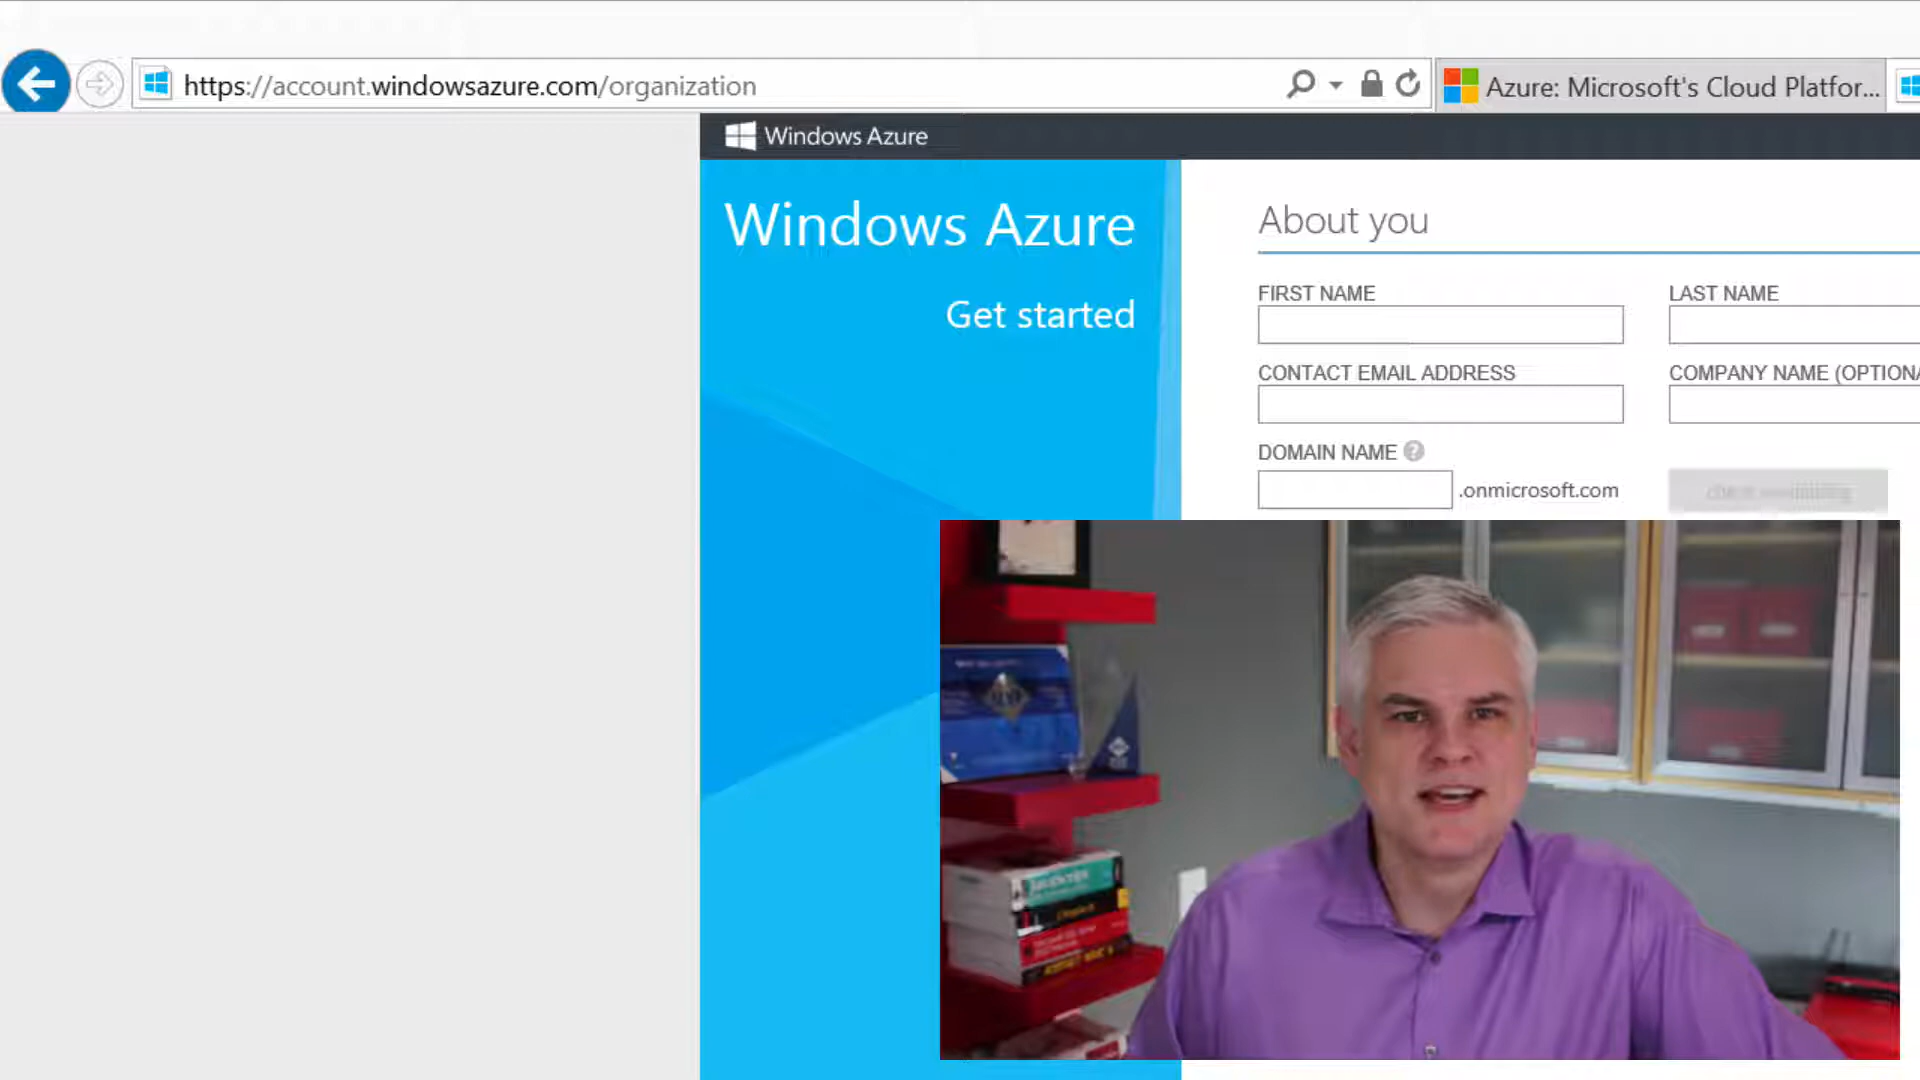 https://account.windowsazure.com/organization
Azure: Microsoft's Cloud Platfor...
Windows Azure
Windows Azure
Get started
About you
FIRST NAME
LAST NAME
CONTACT EMAIL ADDRESS
COMPANY NAME (OPTIONA
DOMAIN NAME ?
.onmicrosoft.com